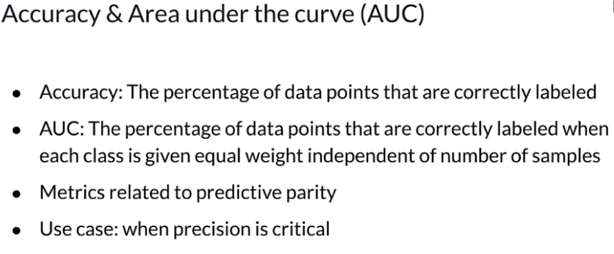 Accuracy & Area under the curve (AUC)
• Accuracy: The percentage of data points that are correctly labeled
• AUC: The percentage of data points that are correctly labeled when
each class is given equal weight independent of number of samples
• Metrics related to predictive parity
• Use case: when precision is critical